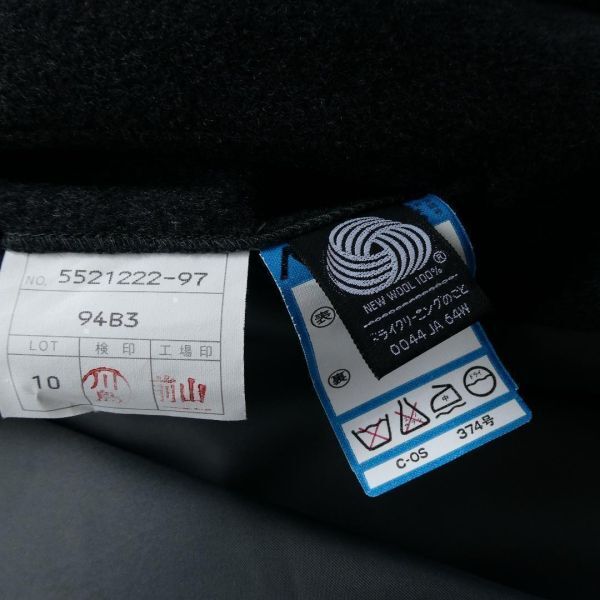 NO. 5521222-97
94B3
LOT 検印 工場印
10
NEW WOOL 100%
ドライクリーニングのこと
0044 JA 64W
表
裏
中
C-OS 374号